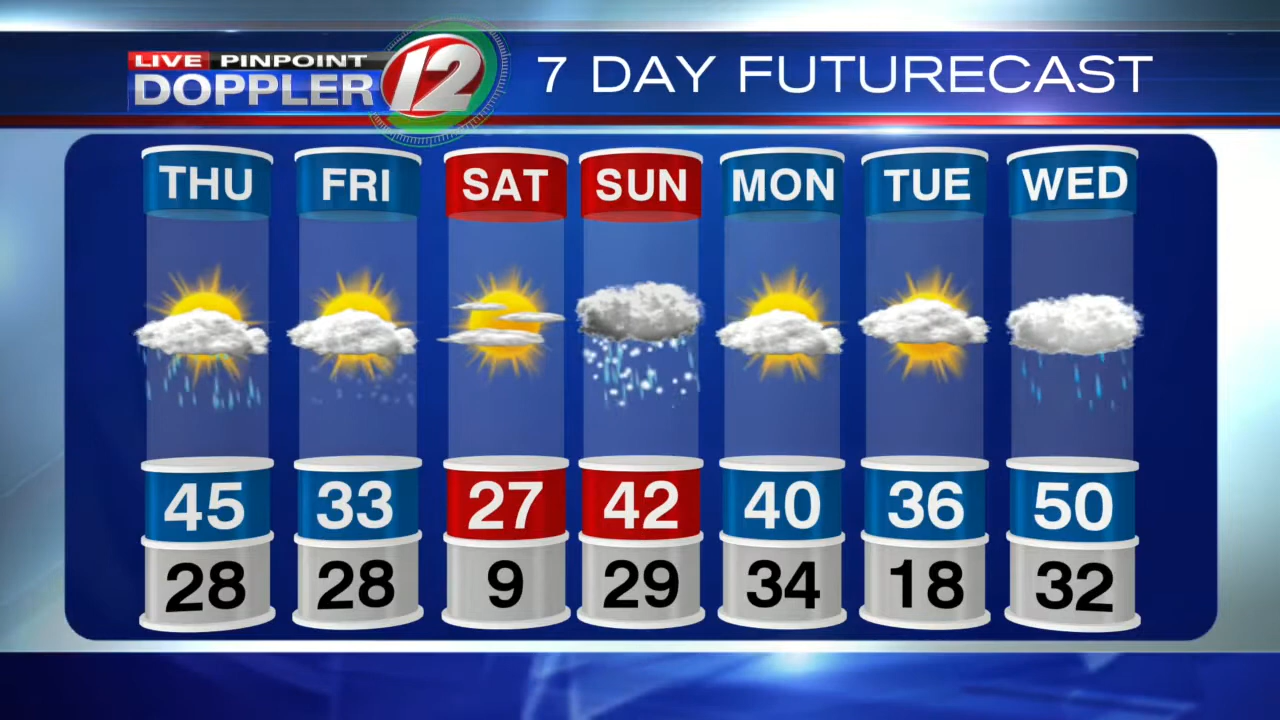 LIVE PINPOINT
DOPPLER 12
7 DAY FUTURECAST
THU FRI SAT SUN MON TUE WED
45 33 27 42 40 36 50
28 28 9 29 34 18 32